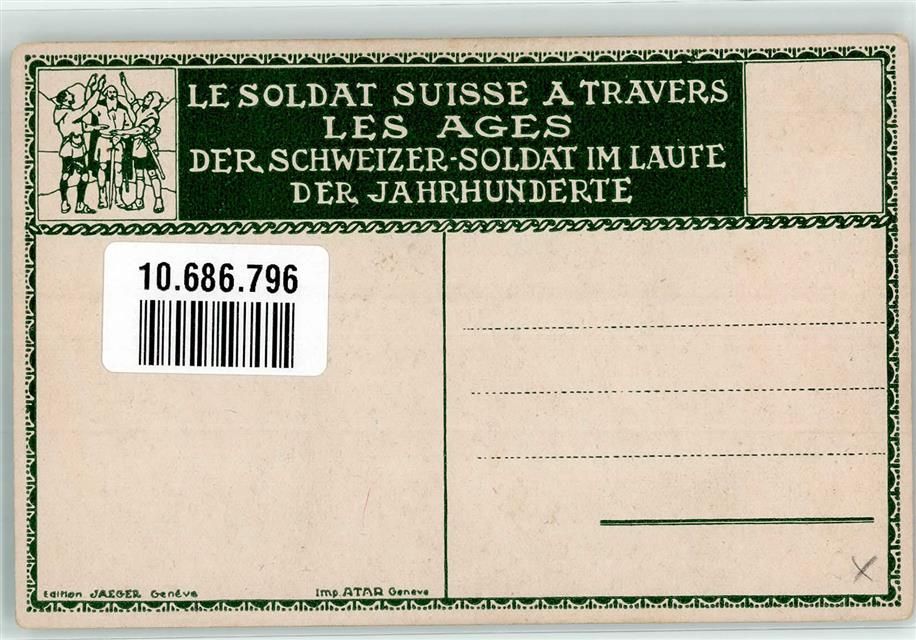 LE SOLDAT SUISSE A TRAVERS
LES AGES
DER SCHWEIZER-SOLDAT IM LAUFE
DER JAHRHUNDERTE
10.686.796
Edition JAEGER Genève
Imp. ATAR Genève
X